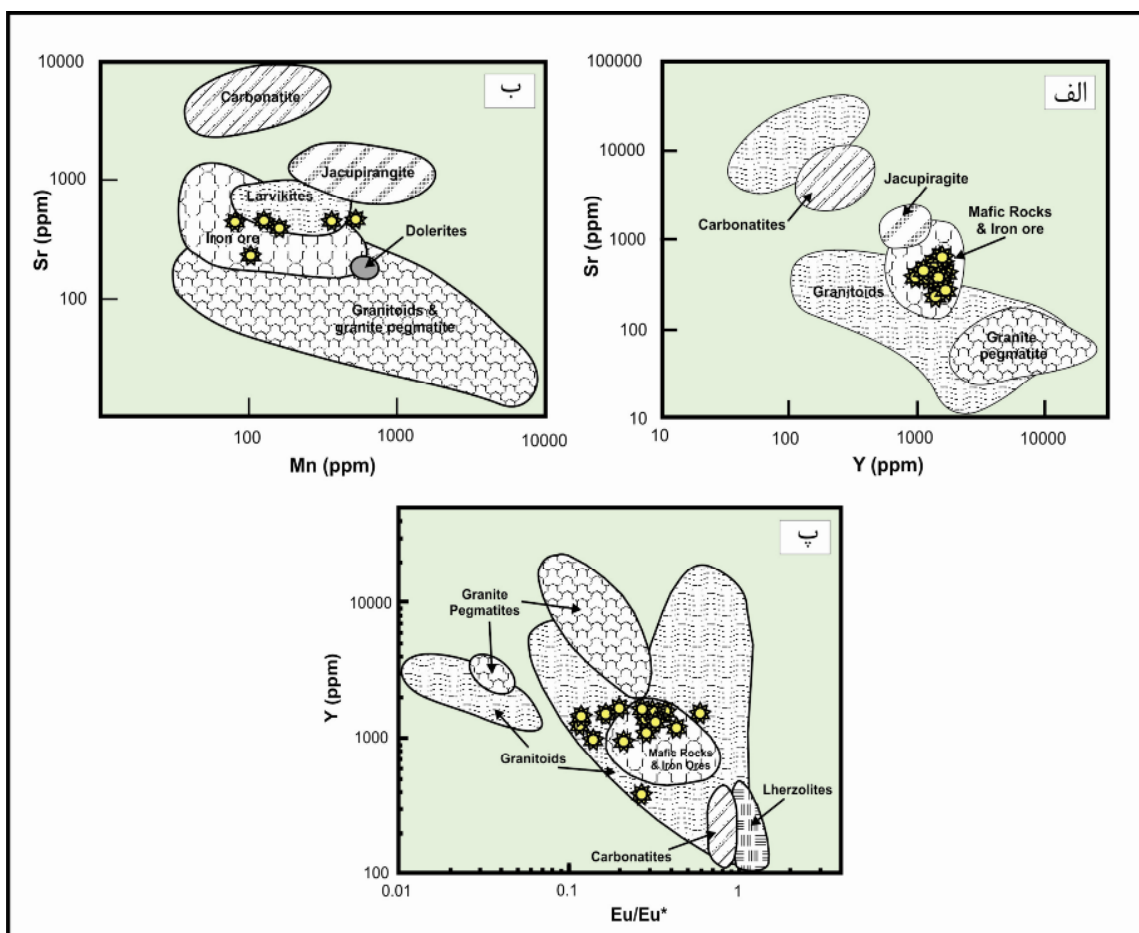 ب
10000
1000
100
Sr (ppm)
Carbonatite
Jacupirangite
Larvikites
Iron ore
Dolerites
Granitoids &
granite pegmatite
100
1000
10000
Mn (ppm)
الف
100000
10000
1000
100
10
Sr (ppm)
Jacupiragite
Carbonatites
Mafic Rocks
& Iron ore
Granitoids
Granite
pegmatite
10
100
1000
10000
Y (ppm)
پ
10000
1000
100
Y (ppm)
Granite
Pegmatites
Granitoids
Mafic Rocks
& Iron Ores
Lherzolites
Carbonatites
0.01
0.1
1
Eu/Eu*